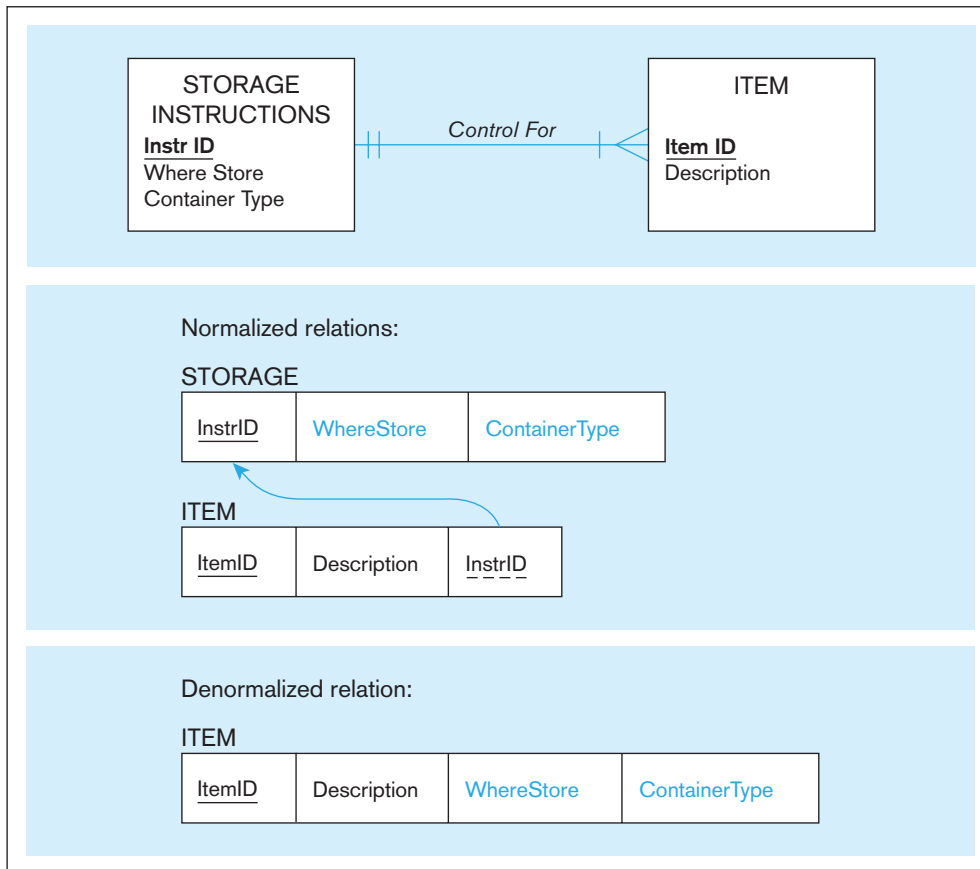 STORAGE
INSTRUCTIONS
Instr ID
Where Store
Container Type
Control For
ITEM
Item ID
Description
Normalized relations:
STORAGE
InstrID WhereStore ContainerType
ITEM
ItemID Description InstrID
Denormalized relation:
ITEM
ItemID Description WhereStore ContainerType